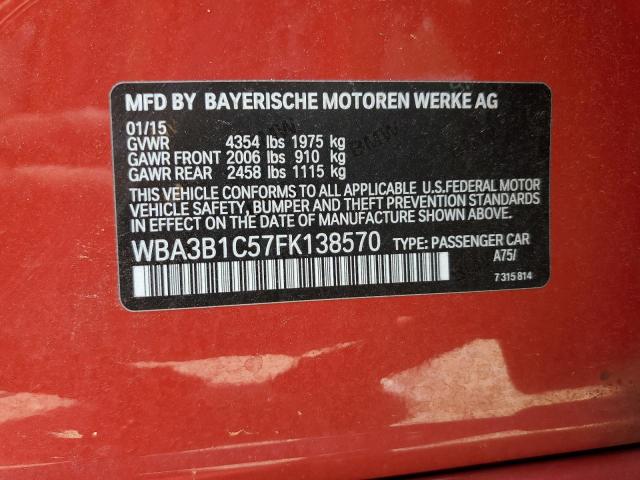 MFD BY BAYERISCHE MOTOREN WERKE AG
01/15
GVWR 4354 lbs 1975 kg
GAWR FRONT 2006 lbs 910 kg
GAWR REAR 2458 lbs 1115 kg
THIS VEHICLE CONFORMS TO ALL APPLICABLE U.S.FEDERAL MOTOR
VEHICLE SAFETY, BUMPER AND THEFT PREVENTION STANDARDS
IN EFFECT ON THE DATE OF MANUFACTURE SHOWN ABOVE.
WBA3B1C57FK138570 TYPE: PASSENGER CAR
A75/
7 315 814